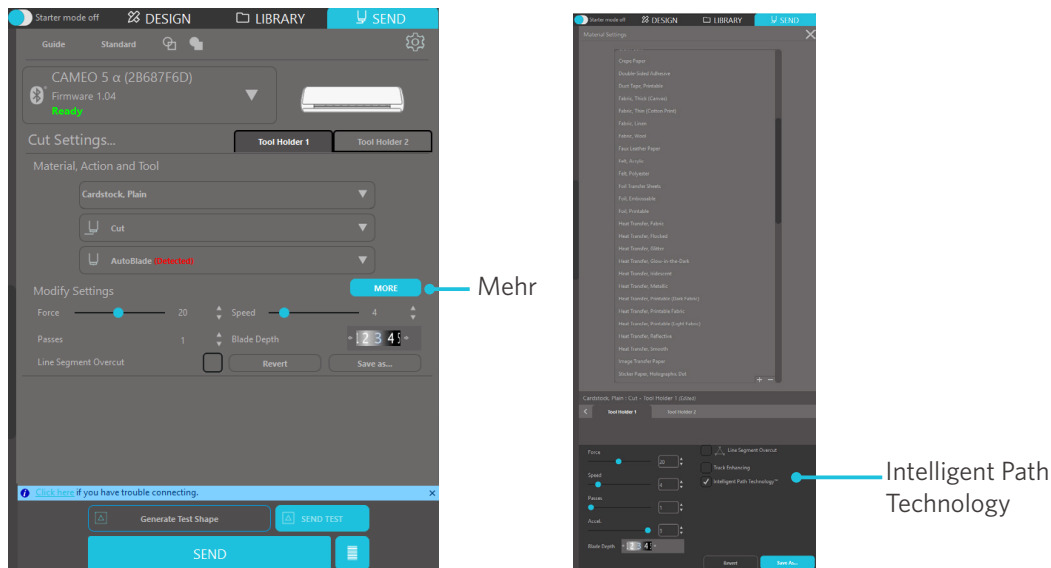 Starter mode off DESIGN LIBRARY SEND
Guide Standard
CAMEO 5 α (2B687F6D)
Firmware 1.04
Ready
Cut Settings... Tool Holder 1 Tool Holder 2
Material, Action and Tool
Cardstock, Plain
Cut
AutoBlade (Detected)
Modify Settings MORE
Force 20 Speed 4
Passes 1 Blade Depth 2 3 4
Line Segment Overcut Revert Save as...
Click here if you have trouble connecting.
Generate Test Shape SEND TEST
SEND
Mehr
Starter mode off DESIGN LIBRARY SEND
Material Settings
Crepe Paper
Double-Sided Adhesive
Duct Tape, Printable
Fabric, Thick (Canvas)
Fabric, Thin (Cotton Print)
Fabric, Linen
Fabric, Wool
Faux Leather Paper
Felt, Acrylic
Felt, Polyester
Foil Transfer Sheets
Foil, Embossable
Foil, Printable
Heat Transfer, Fabric
Heat Transfer, Flocked
Heat Transfer, Glitter
Heat Transfer, Glow-in-the-Dark
Heat Transfer, Iridescent
Heat Transfer, Metallic
Heat Transfer, Printable (Dark Fabric)
Heat Transfer, Printable Fabric
Heat Transfer, Printable (Light Fabric)
Heat Transfer, Reflective
Heat Transfer, Smooth
Image Transfer Paper
Sticker Paper, Holographic Dot
+ −
Cardstock, Plain : Cut - Tool Holder 1 (Edited)
Tool Holder 1 Tool Holder 2
Force 20
Speed 4
Passes 1
Accel. 5
Blade Depth 2 3 4
Line Segment Overcut
Track Enhancing
Intelligent Path Technology™
Revert Save As...
Intelligent Path
Technology